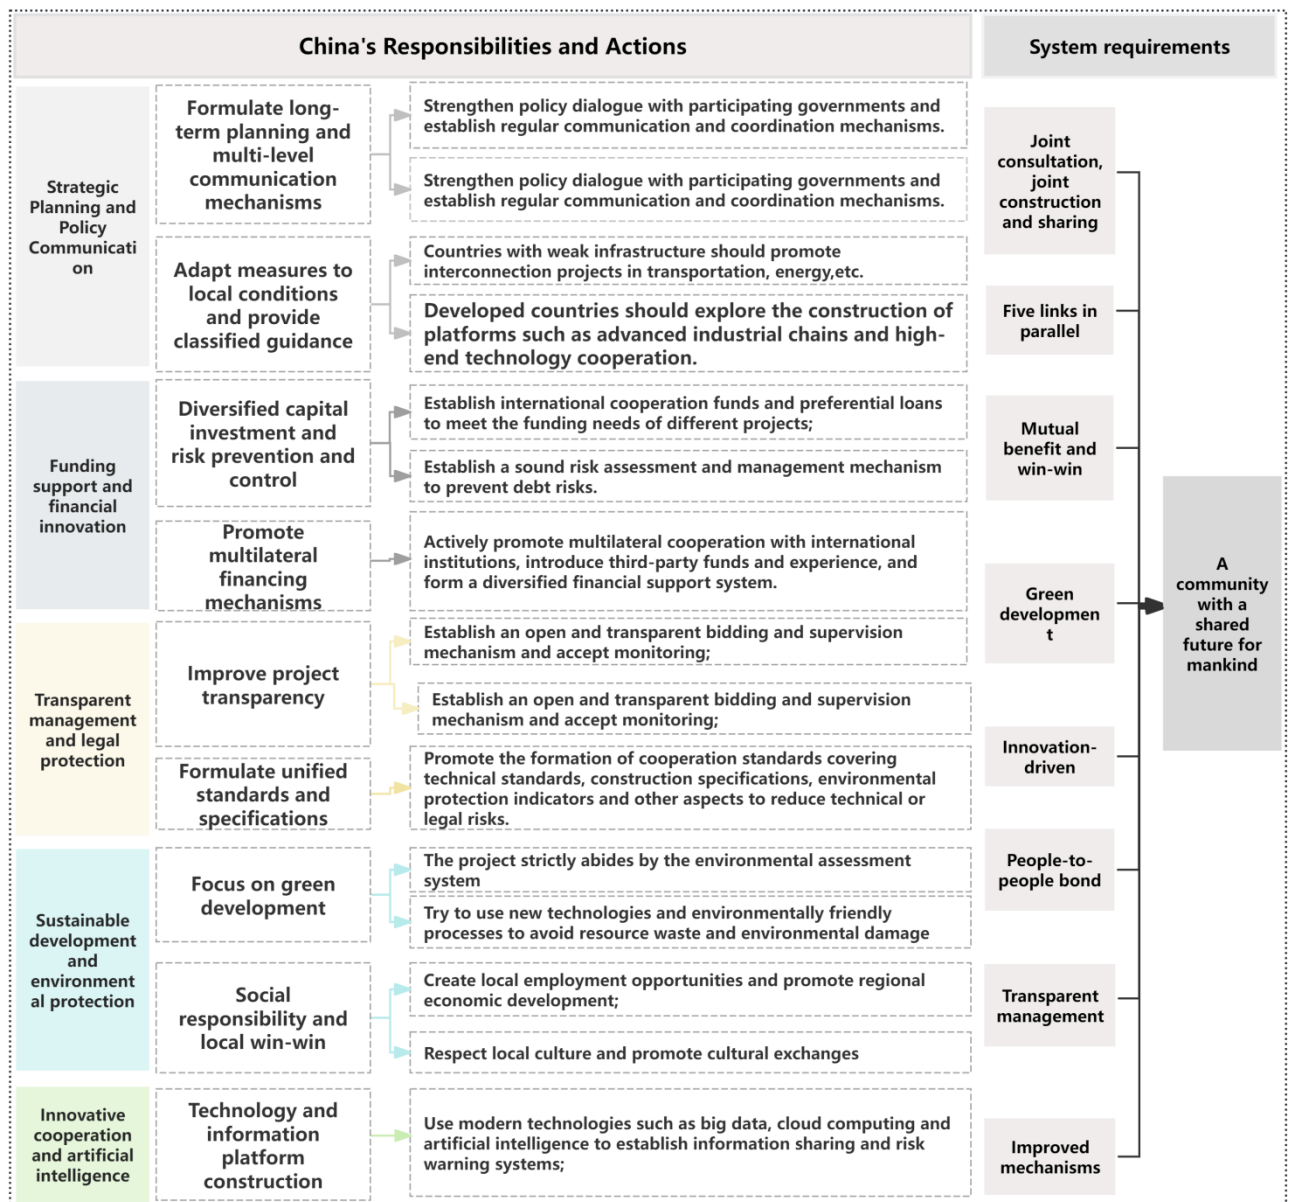 China's Responsibilities and Actions
System requirements
Strategic
Planning and
Policy
Communicati
on
Formulate long-
term planning and
multi-level
communication
mechanisms
Strengthen policy dialogue with participating governments and
establish regular communication and coordination mechanisms.
Strengthen policy dialogue with participating governments and
establish regular communication and coordination mechanisms.
Adapt measures to
local conditions
and provide
classified guidance
Countries with weak infrastructure should promote
interconnection projects in transportation, energy,etc.
Developed countries should explore the construction of
platforms such as advanced industrial chains and high-
end technology cooperation.
Funding
support and
financial
innovation
Diversified capital
investment and
risk prevention and
control
Establish international cooperation funds and preferential loans
to meet the funding needs of different projects;
Establish a sound risk assessment and management mechanism
to prevent debt risks.
Promote
multilateral
financing
mechanisms
Actively promote multilateral cooperation with international
institutions, introduce third-party funds and experience, and
form a diversified financial support system.
Transparent
management
and legal
protection
Improve project
transparency
Establish an open and transparent bidding and supervision
mechanism and accept monitoring;
Establish an open and transparent bidding and supervision
mechanism and accept monitoring;
Formulate unified
standards and
specifications
Promote the formation of cooperation standards covering
technical standards, construction specifications, environmental
protection indicators and other aspects to reduce technical or
legal risks.
Sustainable
development
and
environment
al protection
Focus on green
development
The project strictly abides by the environmental assessment
system
Try to use new technologies and environmentally friendly
processes to avoid resource waste and environmental damage
Social
responsibility and
local win-win
Create local employment opportunities and promote regional
economic development;
Respect local culture and promote cultural exchanges
Innovative
cooperation
and artificial
intelligence
Technology and
information
platform
construction
Use modern technologies such as big data, cloud computing and
artificial intelligence to establish information sharing and risk
warning systems;
Joint
consultation,
joint
construction
and sharing
Five links in
parallel
Mutual
benefit and
win-win
Green
developmen
t
Innovation-
driven
People-to-
people bond
Transparent
management
Improved
mechanisms
A
community
with a
shared
future for
mankind